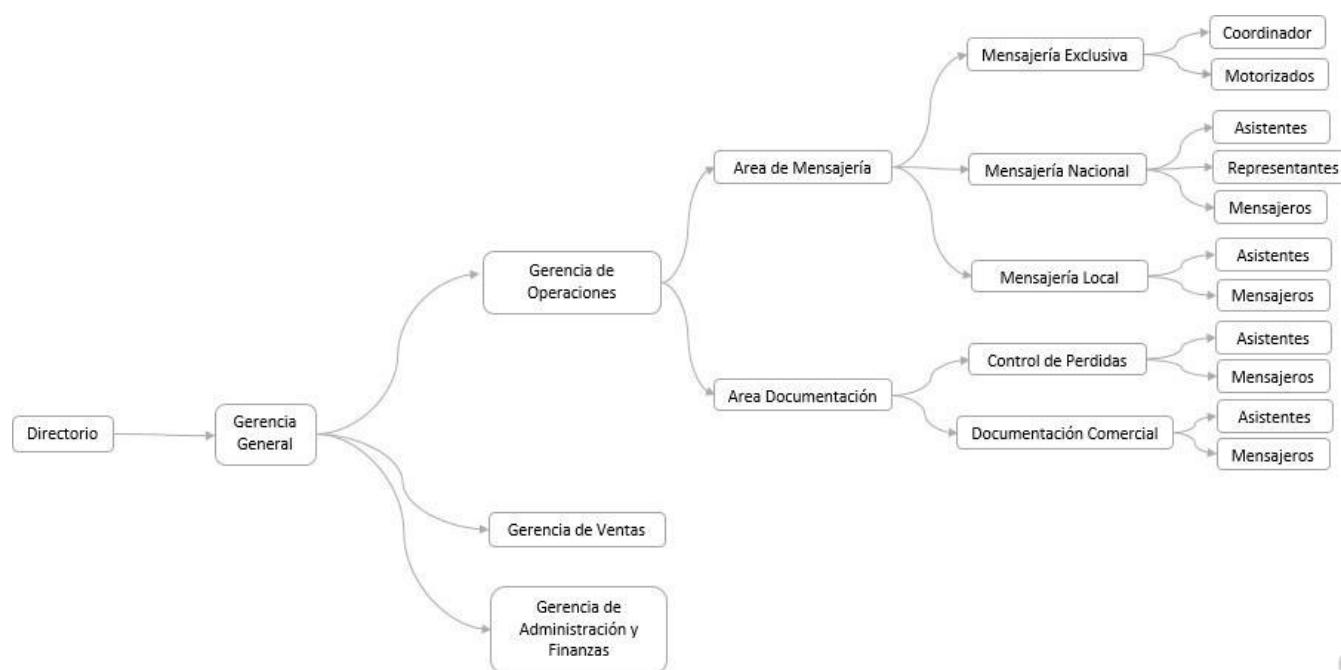 Directorio
Gerencia
General
Gerencia de
Operaciones
Gerencia de Ventas
Gerencia de
Administración y
Finanzas
Area de Mensajería
Area Documentación
Mensajería Exclusiva
Mensajería Nacional
Mensajería Local
Control de Perdidas
Documentación Comercial
Coordinador
Motorizados
Asistentes
Representantes
Mensajeros
Asistentes
Mensajeros
Asistentes
Mensajeros
Asistentes
Mensajeros